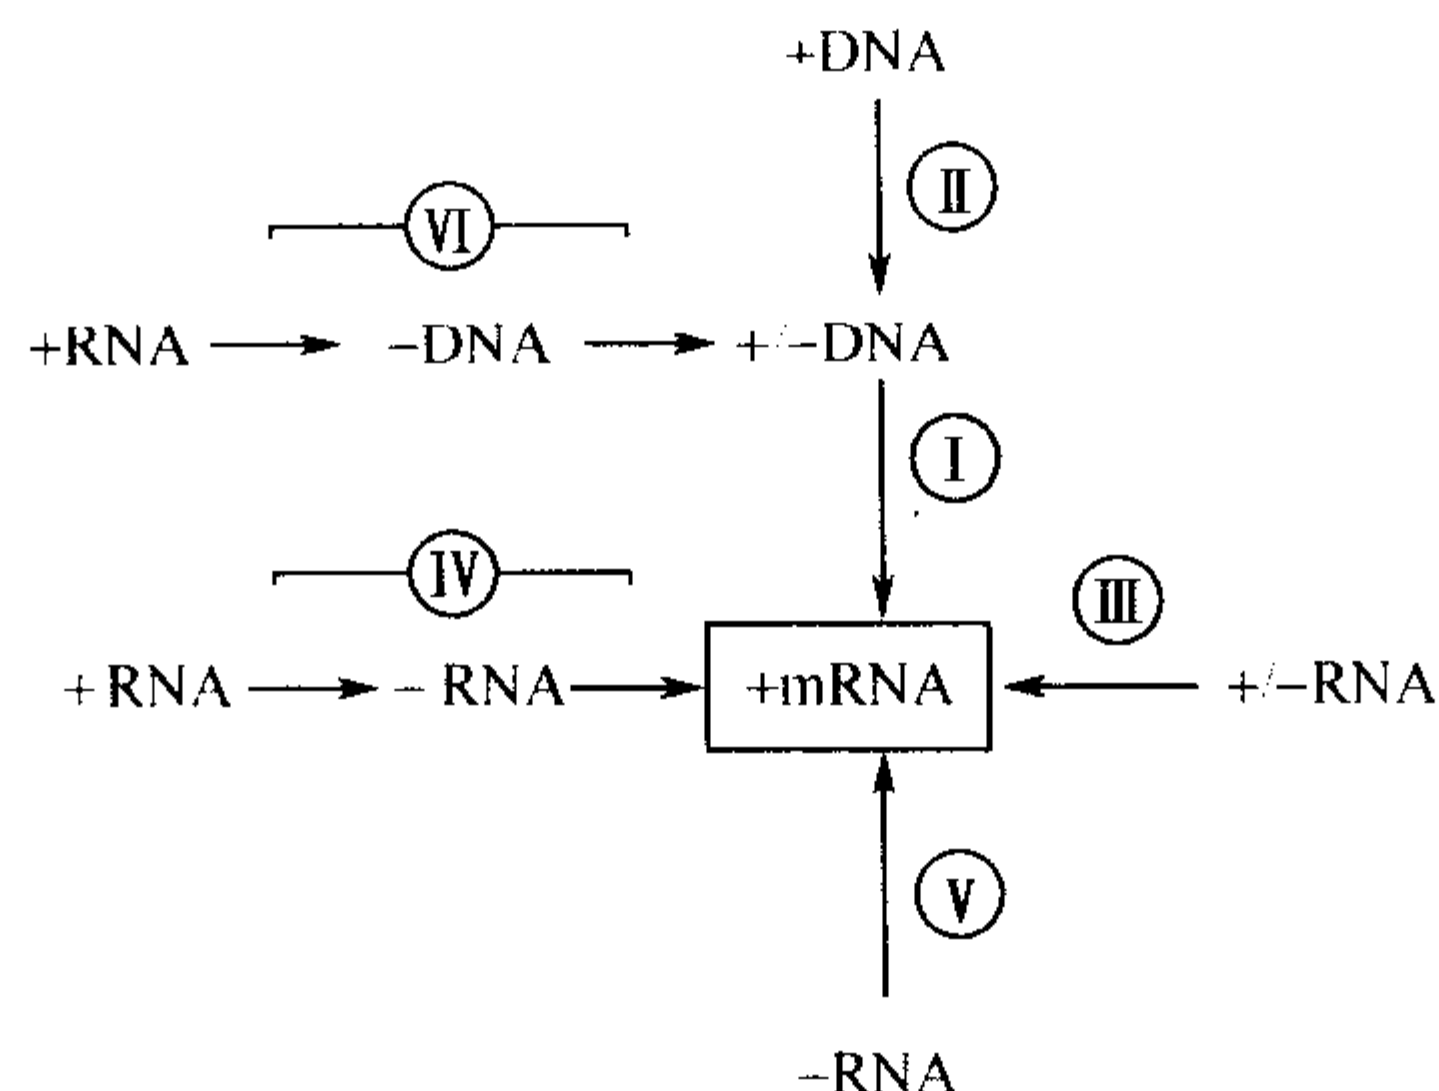 +DNA
II
VI
+RNA −DNA +/−DNA
I
IV
III
+RNA −RNA +mRNA +/−RNA
V
−RNA